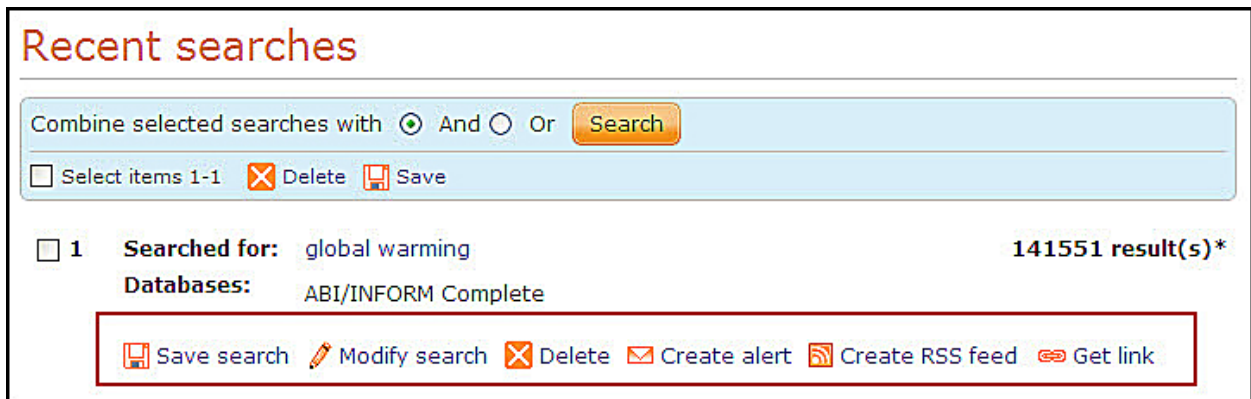 Recent searches
Combine selected searches with And Or Search
Select items 1-1 Delete Save
1 Searched for: global warming 141551 result(s)*
Databases: ABI/INFORM Complete
Save search Modify search Delete Create alert Create RSS feed Get link